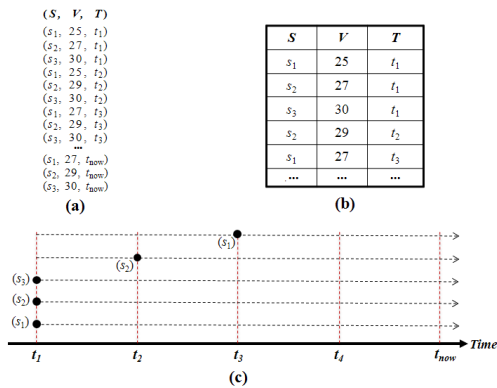 (S, V, T)
(s1, 25, t1)
(s2, 27, t1)
(s3, 30, t1)
(s1, 25, t2)
(s2, 29, t2)
(s3, 30, t2)
(s1, 27, t3)
(s2, 29, t3)
(s3, 30, t3)
...
(s1, 27, tnow)
(s2, 29, tnow)
(s3, 30, tnow)
(a)
S V T
s1 25 t1
s2 27 t1
s3 30 t1
s2 29 t2
s1 27 t3
... ... ...
(b)
(s1)
(s2)
(s3)
(s2)
(s1)
t1 t2 t3 t4 tnow Time
(c)